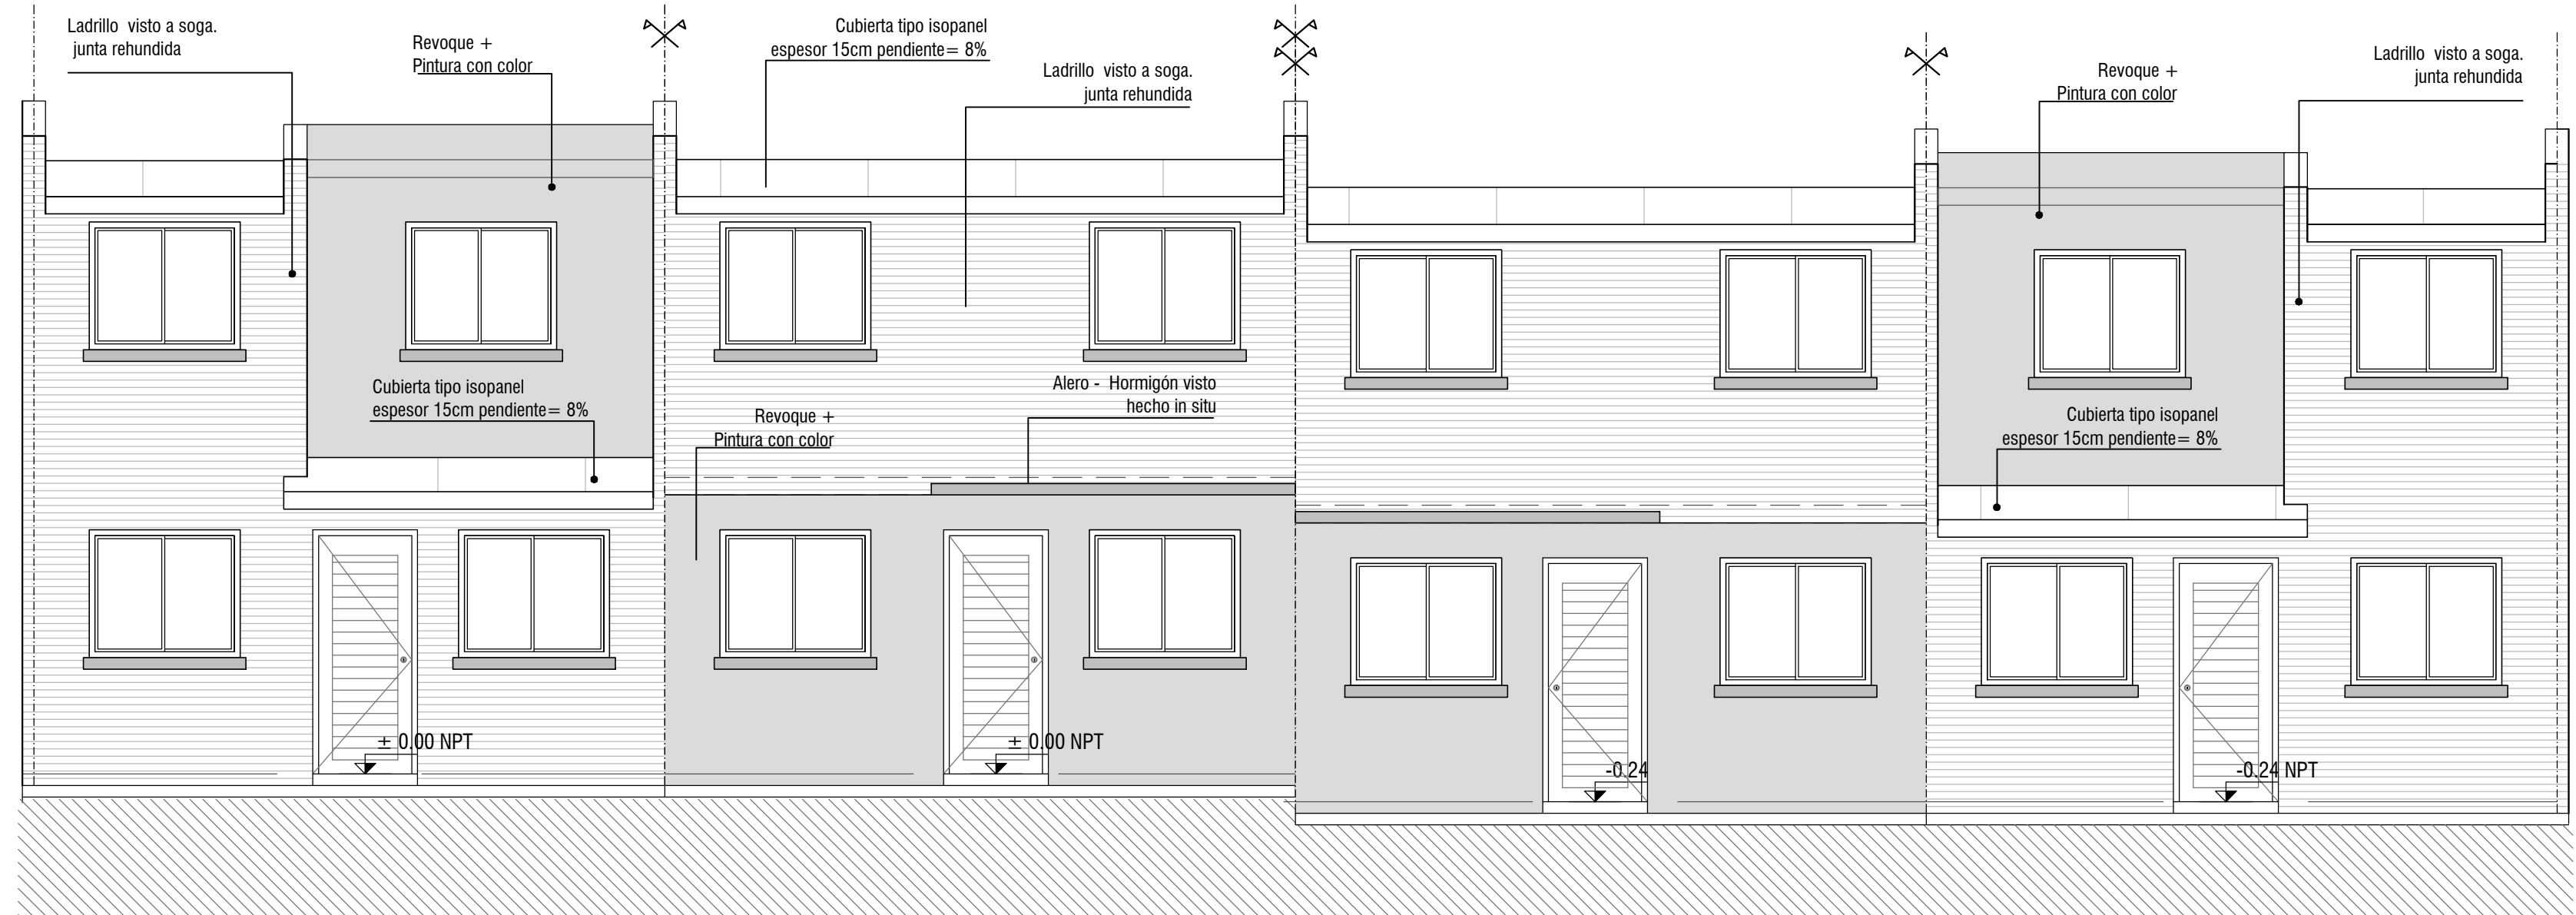 Ladrillo visto a soga.
junta rehundida
Revoque +
Pintura con color
Cubierta tipo isopanel
espesor 15cm pendiente= 8%
Ladrillo visto a soga.
junta rehundida
Revoque +
Pintura con color
Ladrillo visto a soga.
junta rehundida
Cubierta tipo isopanel
espesor 15cm pendiente= 8%
Revoque +
Pintura con color
Alero - Hormigón visto
hecho in situ
Cubierta tipo isopanel
espesor 15cm pendiente= 8%
± 0.00 NPT
± 0.00 NPT
-0.24
-0.24 NPT